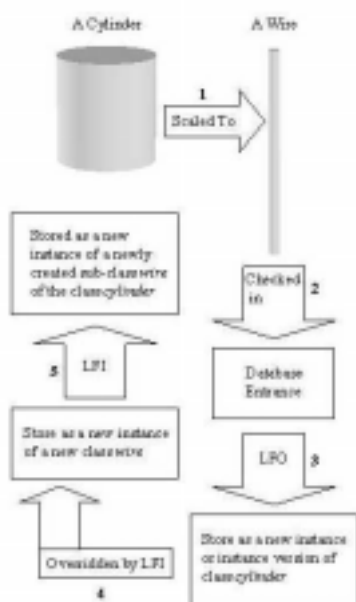 A Cylinder
A Wire
1
Scaled To
Checked
in
2
Database
Entrance
LFO
3
Store as a new instance
or instance version of
class cylinder
Overridden by LFI
4
Store as a new instance
of a new class wire
LFI
5
Stored as a new
instance of a newly
created sub-class wire
of the class cylinder